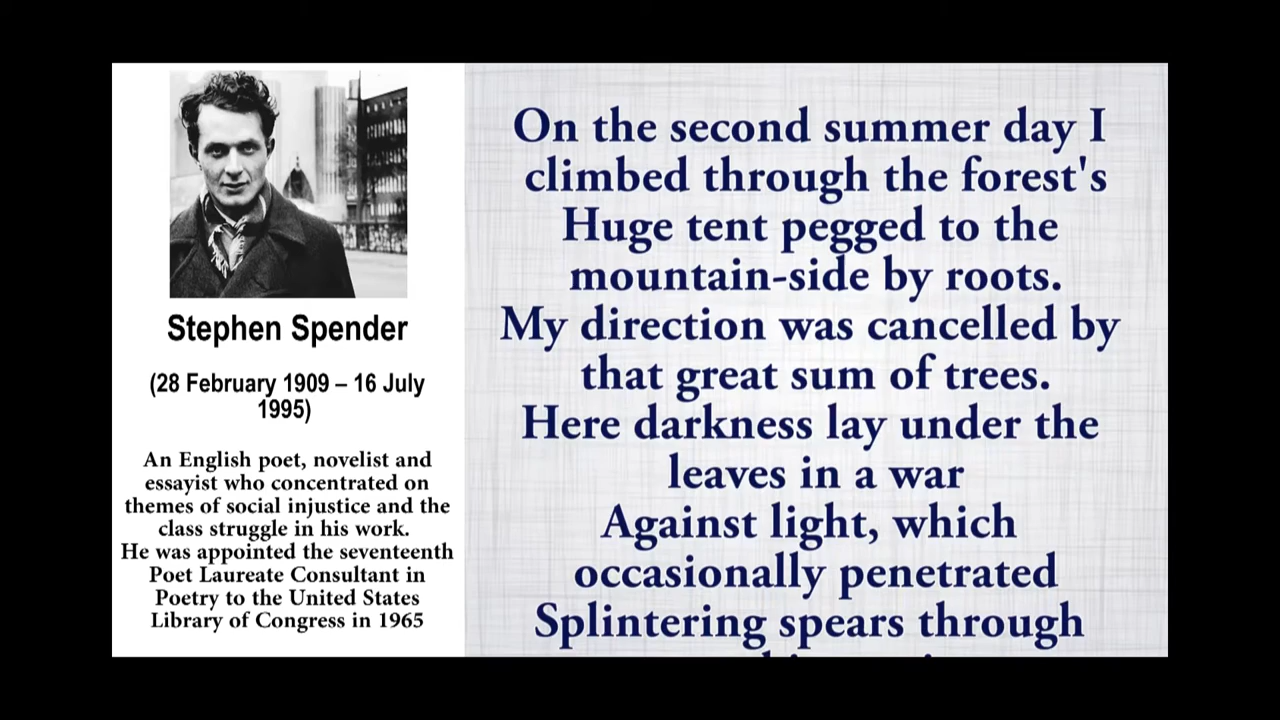 Stephen Spender
(28 February 1909 – 16 July
1995)
An English poet, novelist and
essayist who concentrated on
themes of social injustice and the
class struggle in his work.
He was appointed the seventeenth
Poet Laureate Consultant in
Poetry to the United States
Library of Congress in 1965
On the second summer day I
climbed through the forest's
Huge tent pegged to the
mountain-side by roots.
My direction was cancelled by
that great sum of trees.
Here darkness lay under the
leaves in a war
Against light, which
occasionally penetrated
Splintering spears through